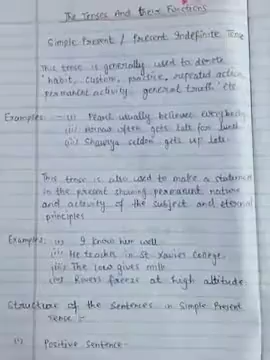 The Tenses And their Functions
Simple Present / Present Indefinite Tense
This tense is generally used to denote
"habit, custom, practice, repeated action,
permanent activity, general truth" etc
Examples :- (i) Pearl usually believes everybody
(ii) Arnav often gets late for lunch
(iii) Shaurya seldom gets up late.
This tense is also used to make a statement
in the present showing permanent nature
and activity of the subject and eternal
principles
Examples: (i) I know him well
(ii) He teaches in St Xavier College.
(iii) The cow gives milk
(iv) Rivers freeze at high altitude.
Structure of the Sentences in Simple Present
Tence :-
(i) Positive Sentence-